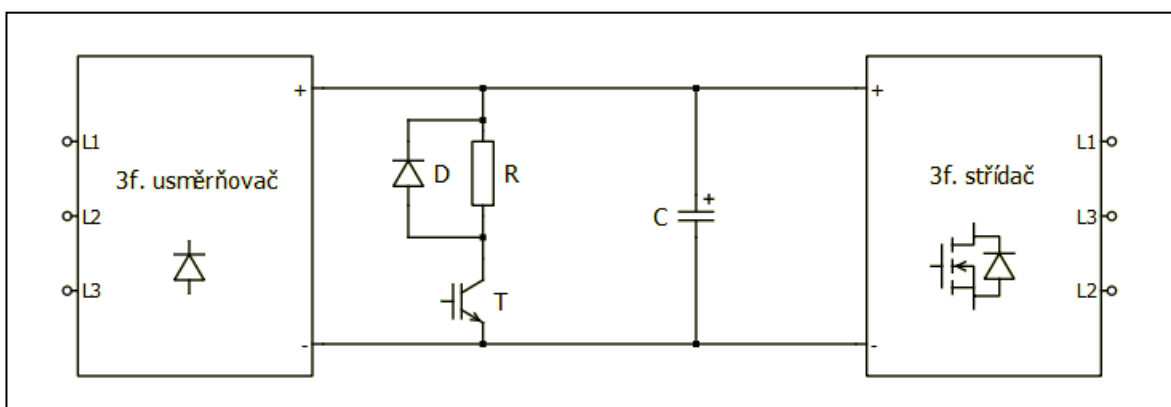 +
+
L1
L1
D
R
3f. usměrňovač
3f. střídač
+
C
L2
L3
L3
L2
T
-
-